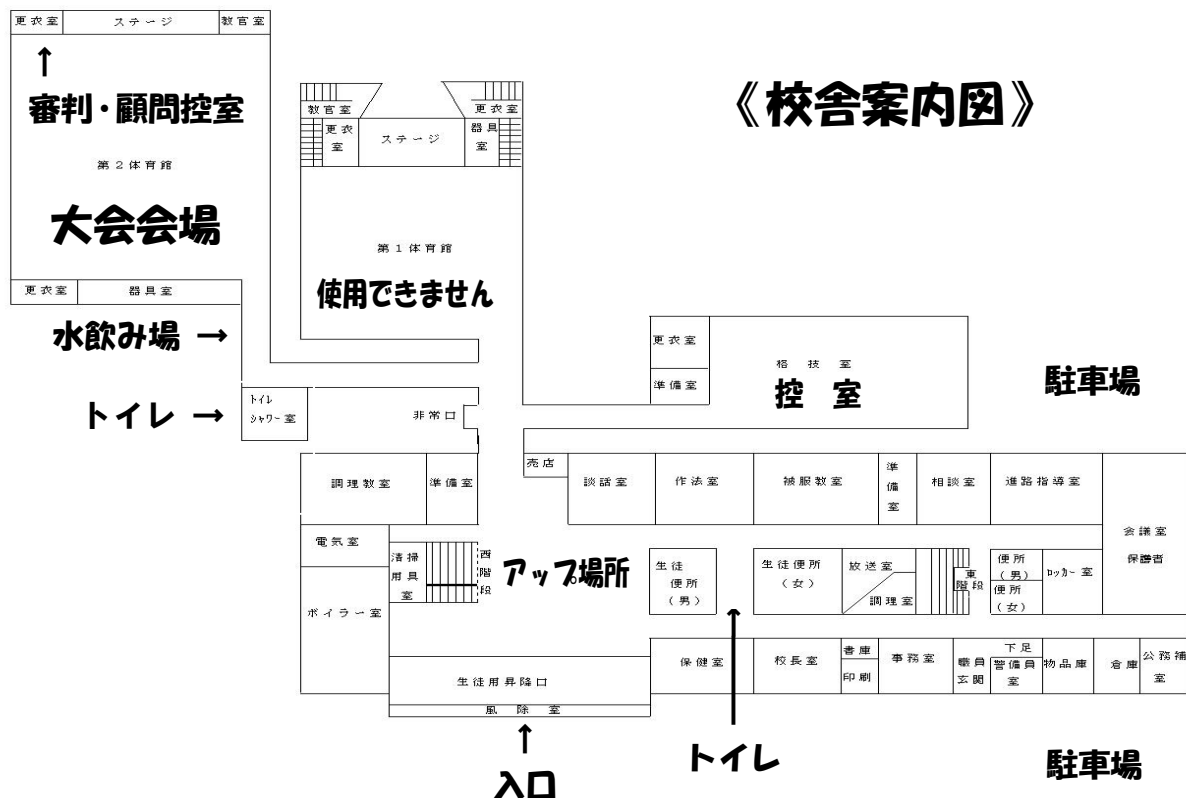 更衣室 ステージ 教官室
↑
審判・顧問控室
第2体育館
大会会場
更衣室 器具室
水飲み場 →
トイレ →
トイレ
シャワー室
《校舎案内図》
教官室 更衣室
更衣室 ステージ 器具室
第1体育館
使用できません
非常口
更衣室
準備室
格技室
控室
駐車場
調理教室 準備室
売店
談話室 作法室 被服教室 準備室 相談室 進路指導室
会議室
保護者
電気室
ボイラー室
清掃用具室
西階段
アップ場所
生徒便所(男)
生徒便所(女)
放送室
調理室
東階段
便所(男)
便所(女)
ロッカー室
生徒用昇降口
風除室
保健室 校長室
書庫
印刷
事務室
職員玄関
下足
警備員室
物品庫 倉庫 公務補室
↑
入口
トイレ
駐車場